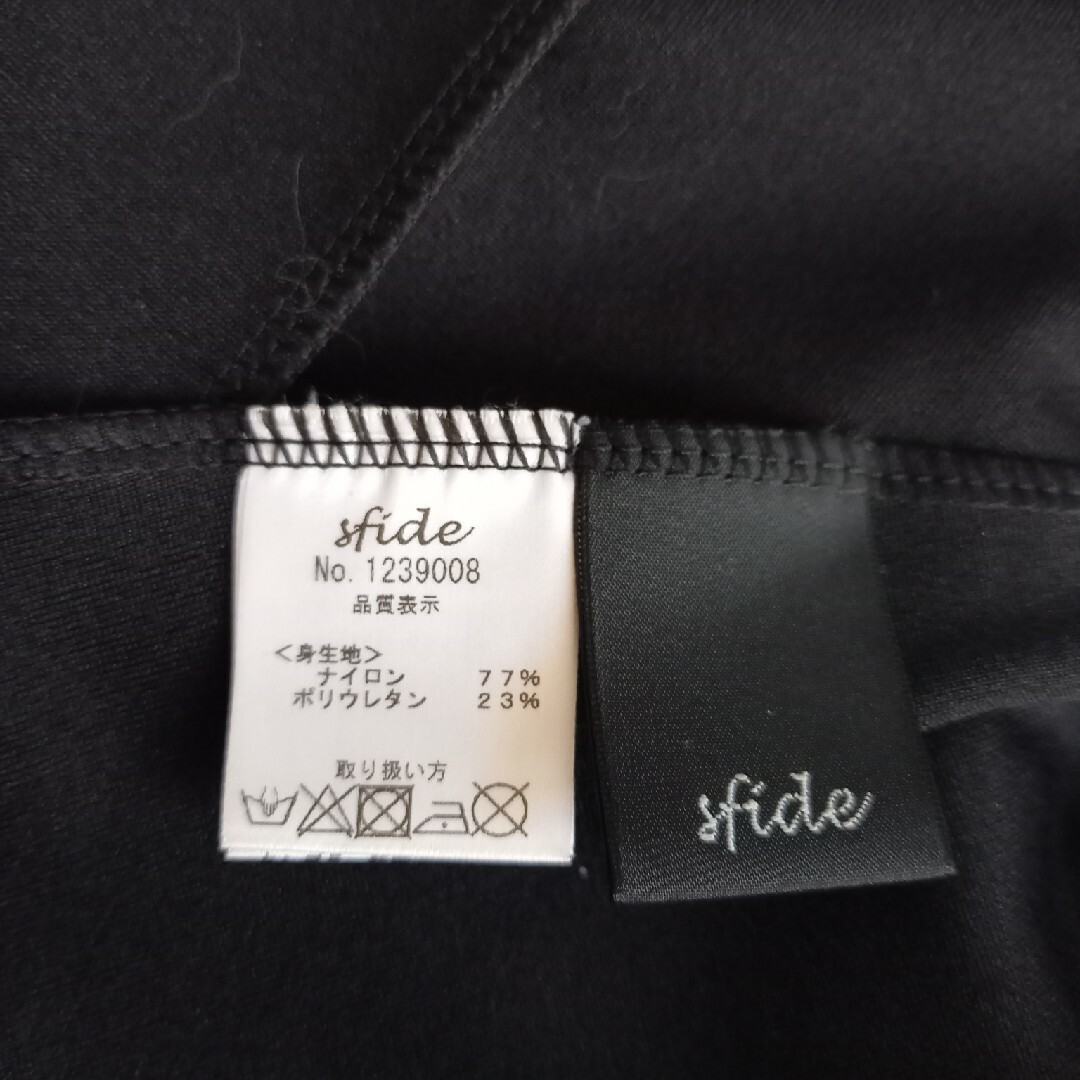 sfide
No. 1239008
品質表示
＜身生地＞
ナイロン 77%
ポリウレタン 23%
取り扱い方
sfide